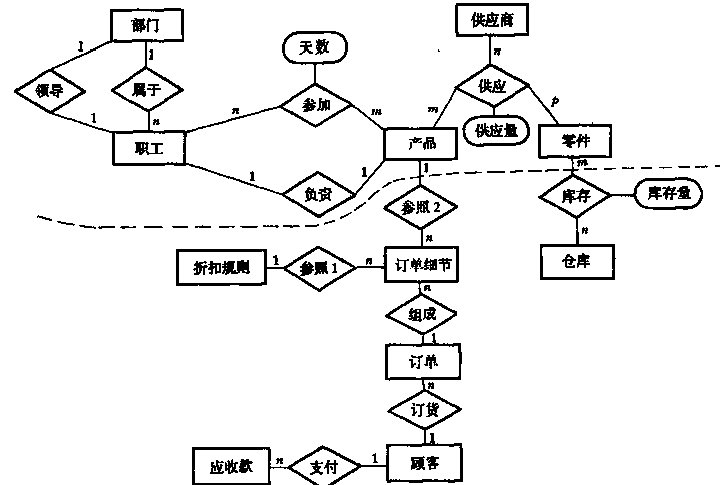 部门
供应商
1
1
天数
n
领导
属于
参加
供应
n
m
m
p
1
n
供应量
职工
产品
零件
1
1
1
m
负责
参照2
库存
库存量
n
n
折扣规则
1
参照1
n
订单细节
仓库
n
组成
1
订单
n
订货
1
应收款
n
支付
1
顾客